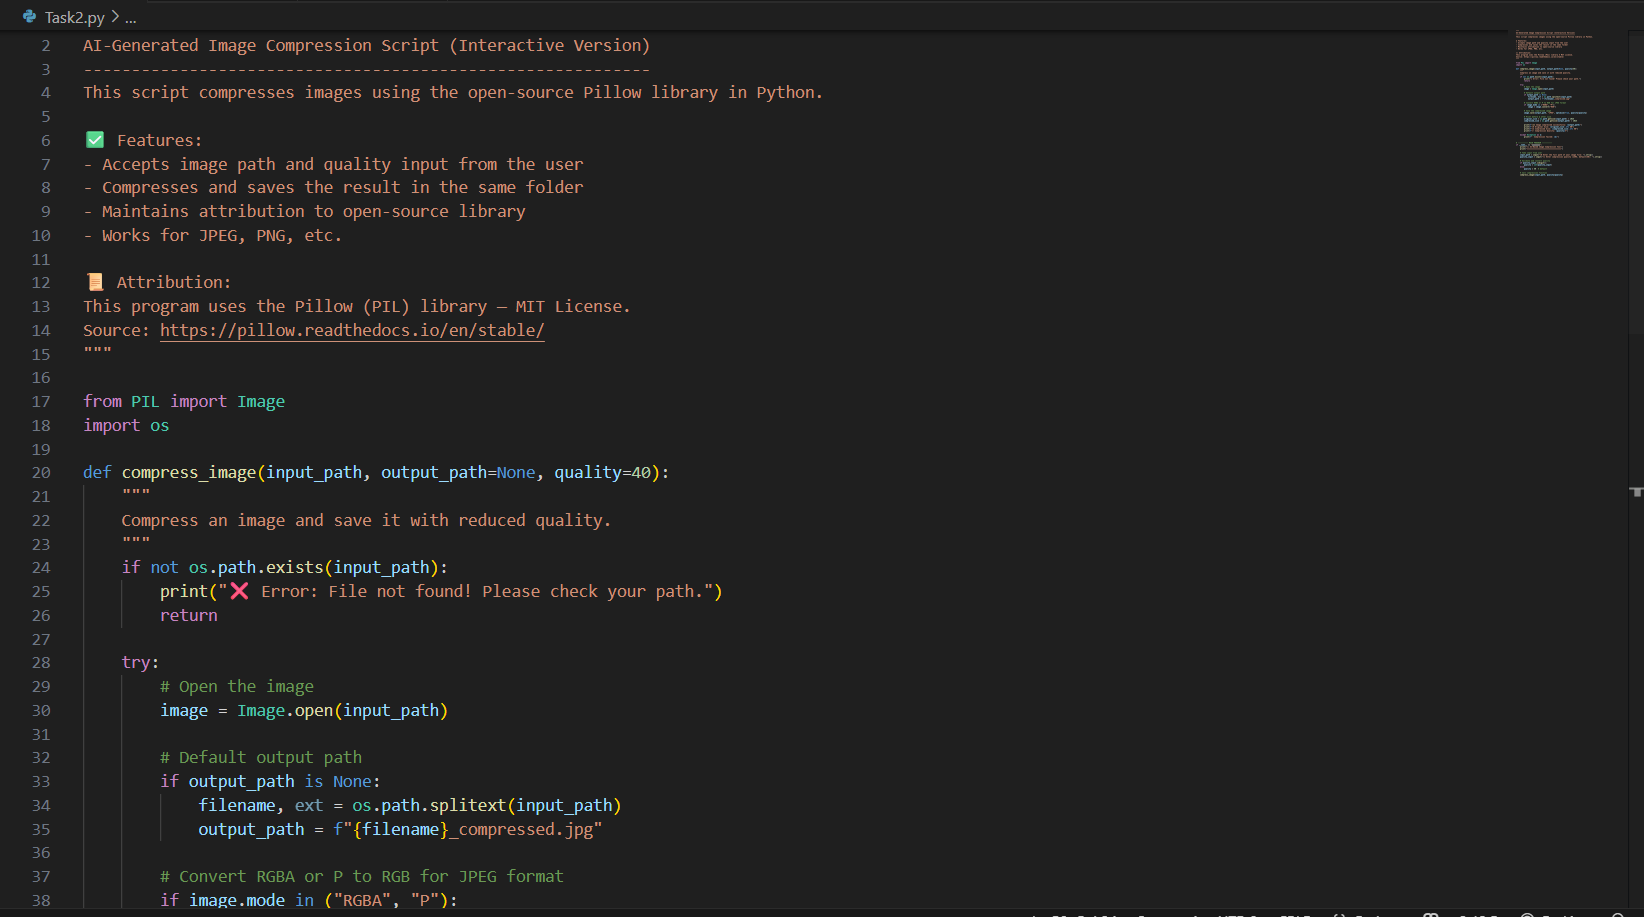 Task2.py > ...
2 AI-Generated Image Compression Script (Interactive Version)
3 -----------------------------------------------------------
4 This script compresses images using the open-source Pillow library in Python.
5
6 ✅ Features:
7 - Accepts image path and quality input from the user
8 - Compresses and saves the result in the same folder
9 - Maintains attribution to open-source library
10 - Works for JPEG, PNG, etc.
11
12 📜 Attribution:
13 This program uses the Pillow (PIL) library — MIT License.
14 Source: https://pillow.readthedocs.io/en/stable/
15 """
16
17 from PIL import Image
18 import os
19
20 def compress_image(input_path, output_path=None, quality=40):
21     """
22     Compress an image and save it with reduced quality.
23     """
24     if not os.path.exists(input_path):
25         print("❌ Error: File not found! Please check your path.")
26         return
27
28     try:
29         # Open the image
30         image = Image.open(input_path)
31
32         # Default output path
33         if output_path is None:
34             filename, ext = os.path.splitext(input_path)
35             output_path = f"{filename}_compressed.jpg"
36
37         # Convert RGBA or P to RGB for JPEG format
38         if image.mode in ("RGBA", "P"):